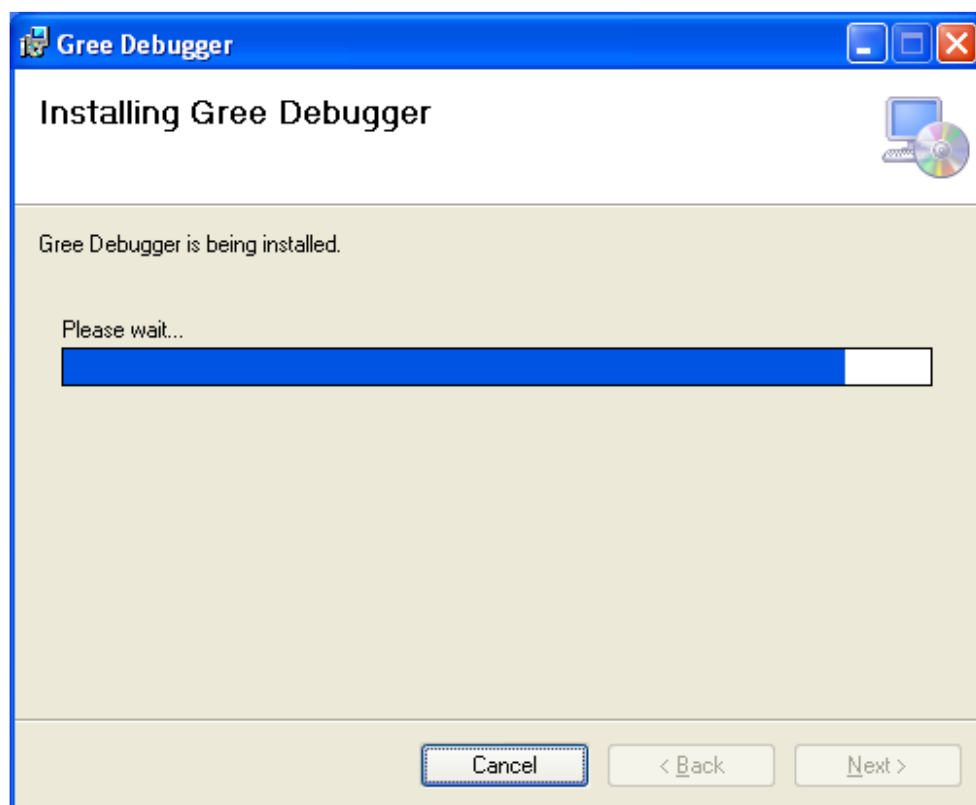 Gree Debugger
Installing Gree Debugger
Gree Debugger is being installed.
Please wait...
Cancel
< Back
Next >